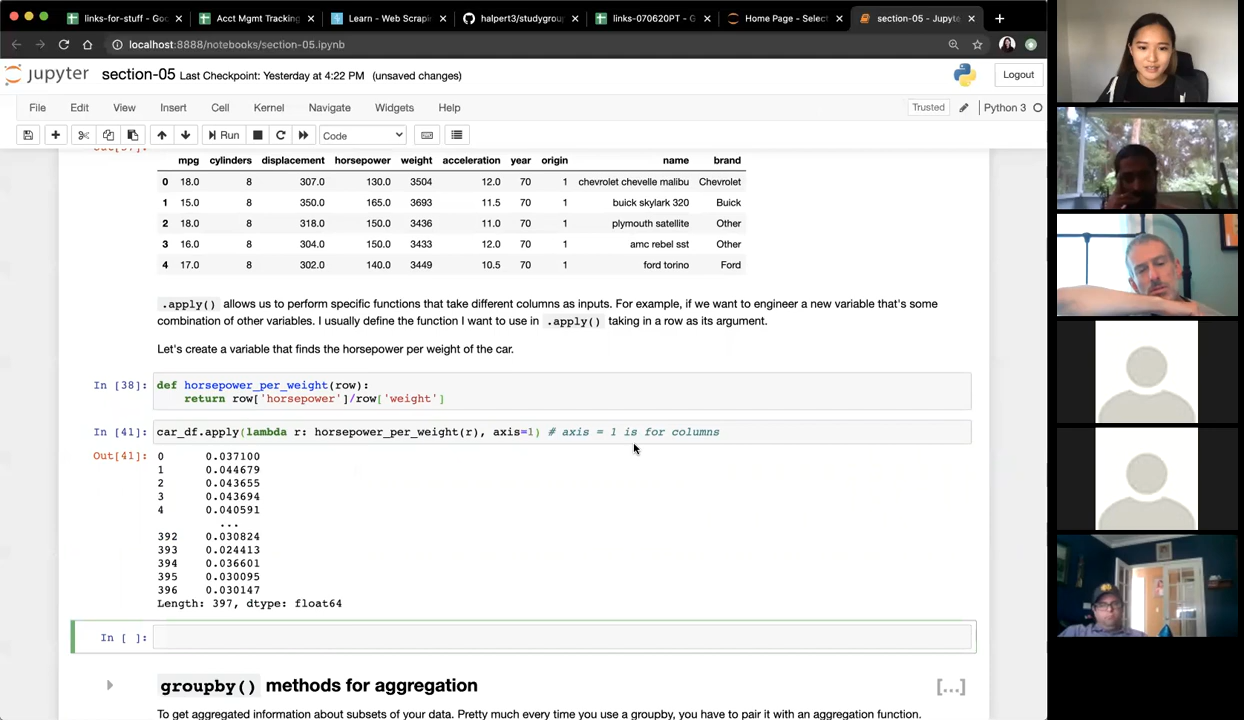 links-for-stuff - Goo
Acct Mgmt Tracking
Learn - Web Scrapin
halpert3/studygroup
links-070620PT - G
Home Page - Select
section-05 - Jupyte
localhost:8888/notebooks/section-05.ipynb
jupyter section-05 Last Checkpoint: Yesterday at 4:22 PM (unsaved changes)
Logout
File Edit View Insert Cell Kernel Navigate Widgets Help
Trusted
Python 3
Run
Code
mpg cylinders displacement horsepower weight acceleration year origin name brand
0 18.0 8 307.0 130.0 3504 12.0 70 1 chevrolet chevelle malibu Chevrolet
1 15.0 8 350.0 165.0 3693 11.5 70 1 buick skylark 320 Buick
2 18.0 8 318.0 150.0 3436 11.0 70 1 plymouth satellite Other
3 16.0 8 304.0 150.0 3433 12.0 70 1 amc rebel sst Other
4 17.0 8 302.0 140.0 3449 10.5 70 1 ford torino Ford
.apply() allows us to perform specific functions that take different columns as inputs. For example, if we want to engineer a new variable that's some
combination of other variables. I usually define the function I want to use in .apply() taking in a row as its argument.
Let's create a variable that finds the horsepower per weight of the car.
In [38]: def horsepower_per_weight(row):
return row['horsepower']/row['weight']
In [41]: car_df.apply(lambda r: horsepower_per_weight(r), axis=1) # axis = 1 is for columns
Out[41]: 0 0.037100
1 0.044679
2 0.043655
3 0.043694
4 0.040591
...
392 0.030824
393 0.024413
394 0.036601
395 0.030095
396 0.030147
Length: 397, dtype: float64
In [ ]:
groupby() methods for aggregation
[...]
To get aggregated information about subsets of your data. Pretty much every time you use a groupby, you have to pair it with an aggregation function.